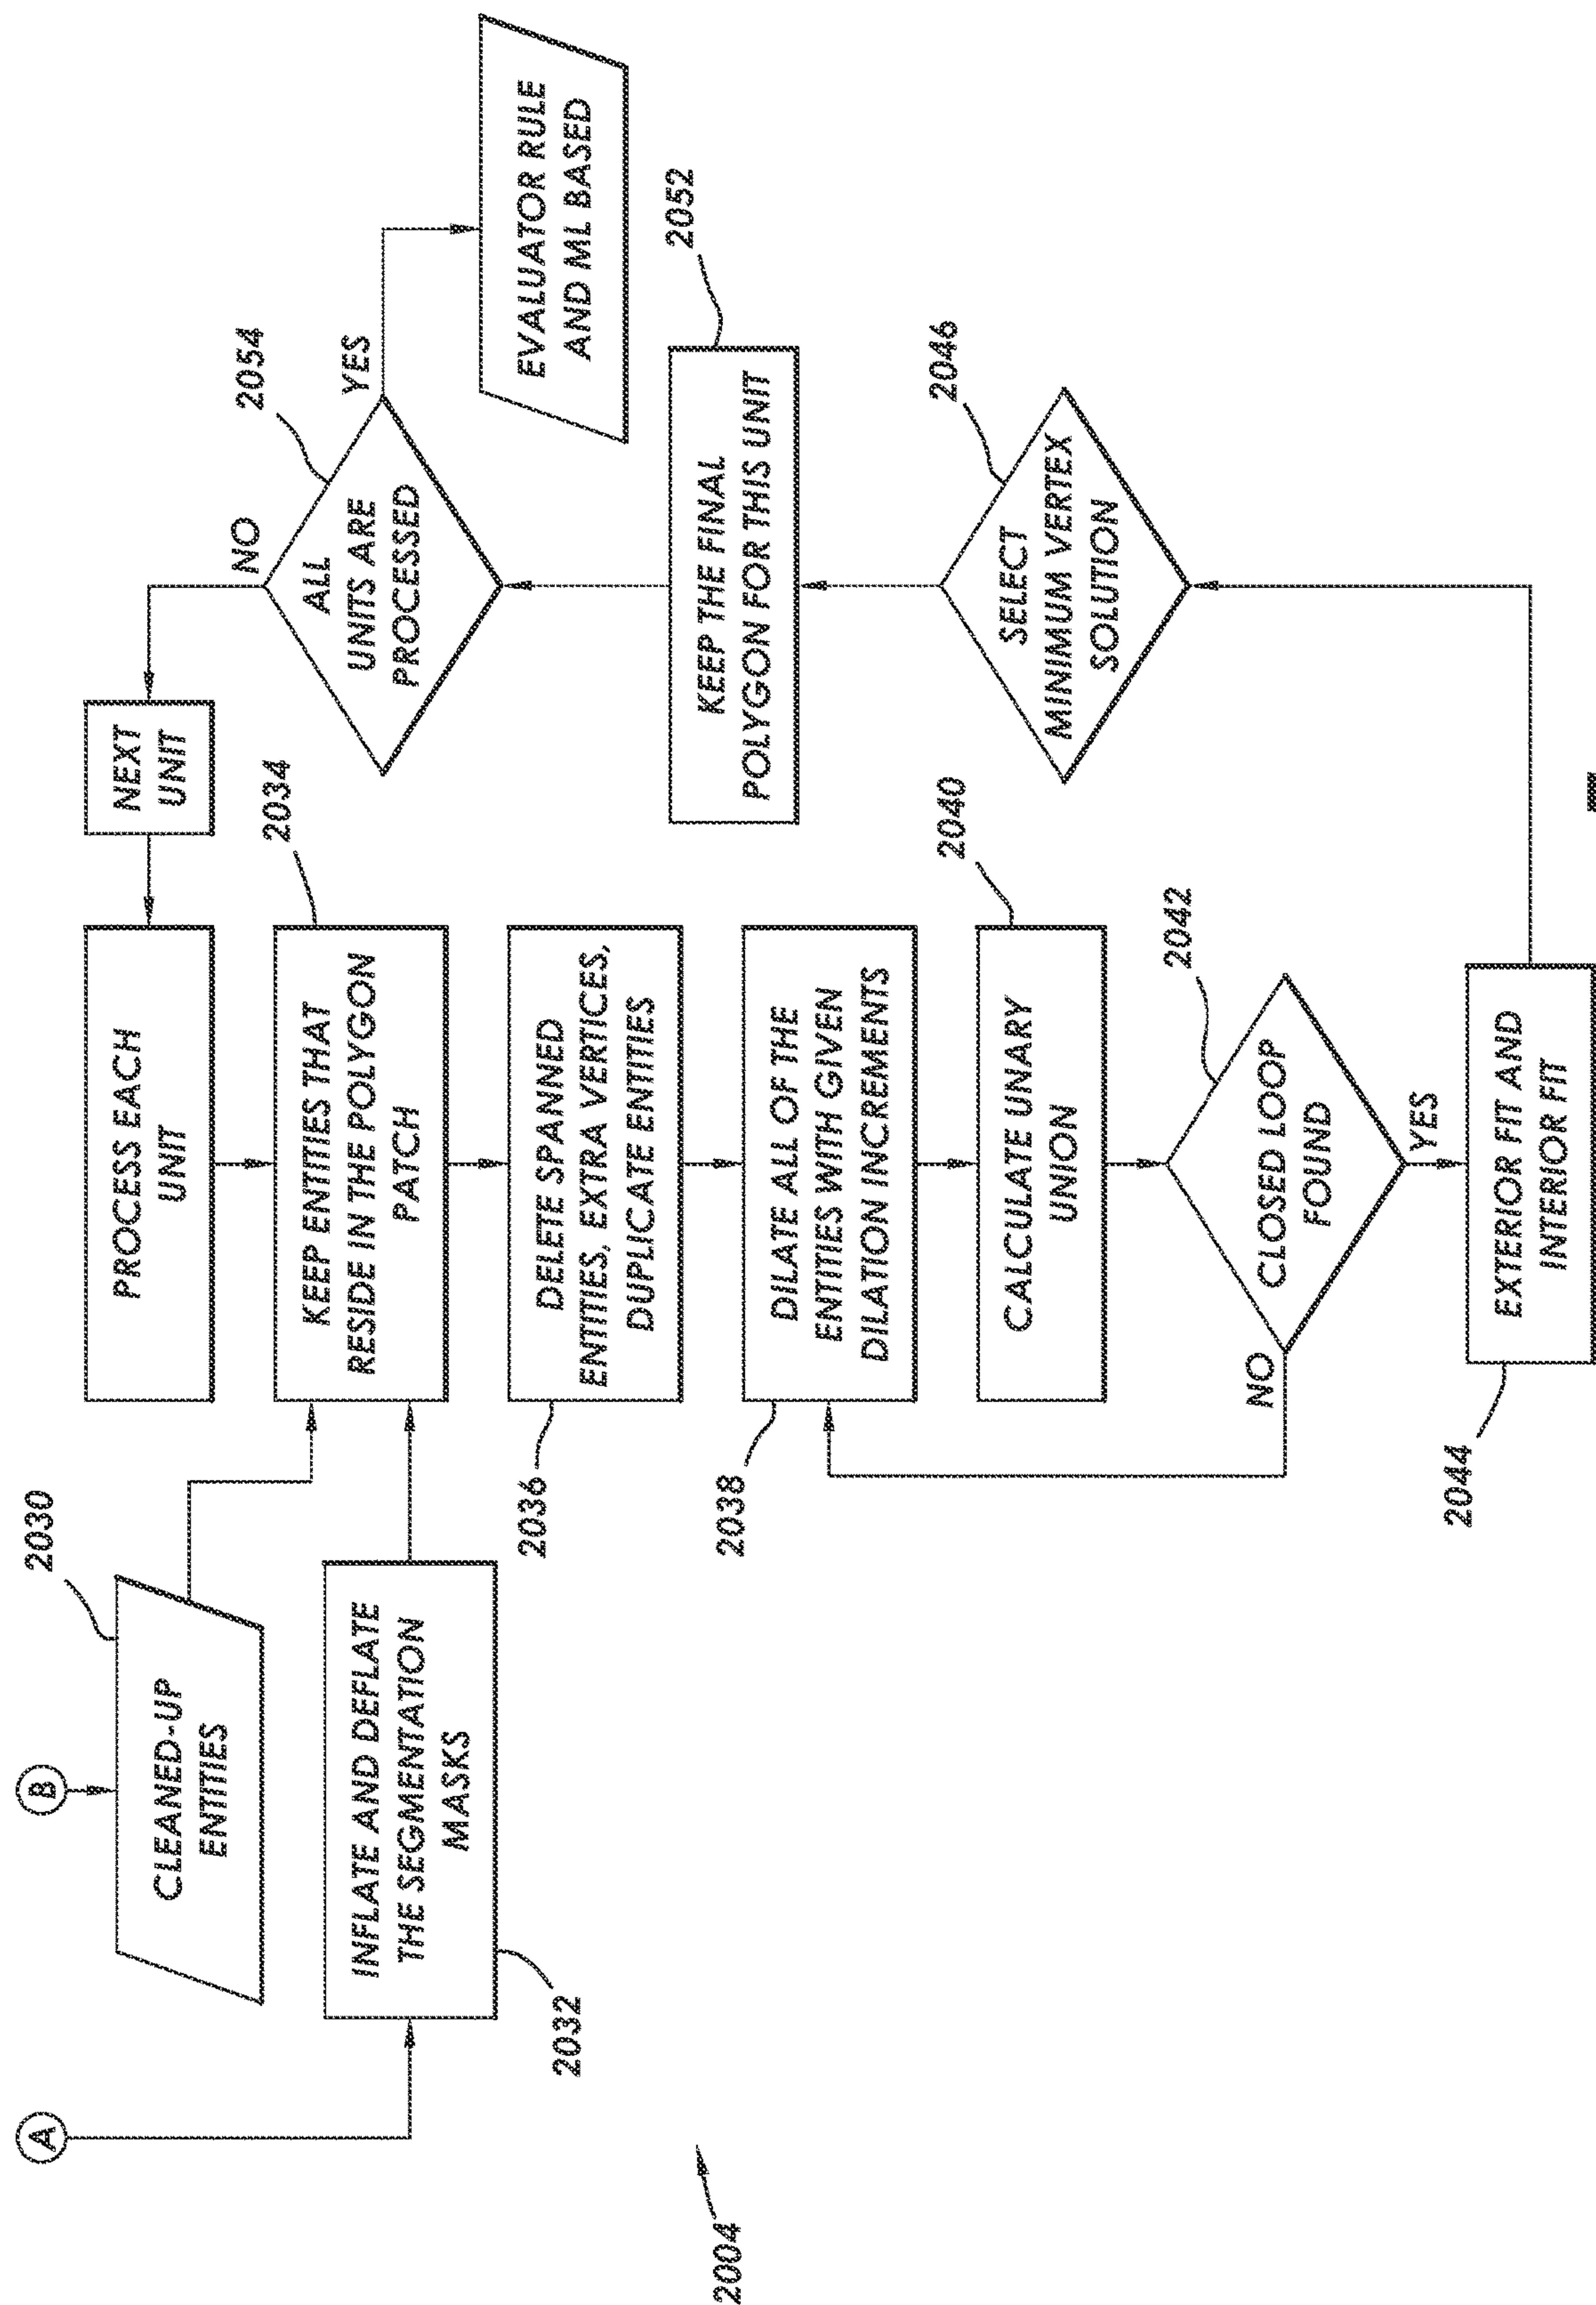 A
B
2030
CLEANED-UP
ENTITIES
INFLATE AND DEFLATE
THE SEGMENTATION
MASKS
2032
2004
PROCESS EACH
UNIT
NEXT
UNIT
KEEP ENTITIES THAT
RESIDE IN THE POLYGON
PATCH
2034
DELETE SPANNED
ENTITIES, EXTRA VERTICES,
DUPLICATE ENTITIES
2036
DILATE ALL OF THE
ENTITIES WITH GIVEN
DILATION INCREMENTS
2038
CALCULATE UNARY
UNION
2040
CLOSED LOOP
FOUND
2042
NO
YES
EXTERIOR FIT AND
INTERIOR FIT
2044
SELECT
MINIMUM VERTEX
SOLUTION
2046
KEEP THE FINAL
POLYGON FOR THIS UNIT
2052
ALL
UNITS ARE
PROCESSED
2054
NO
YES
EVALUATOR RULE
AND ML BASED